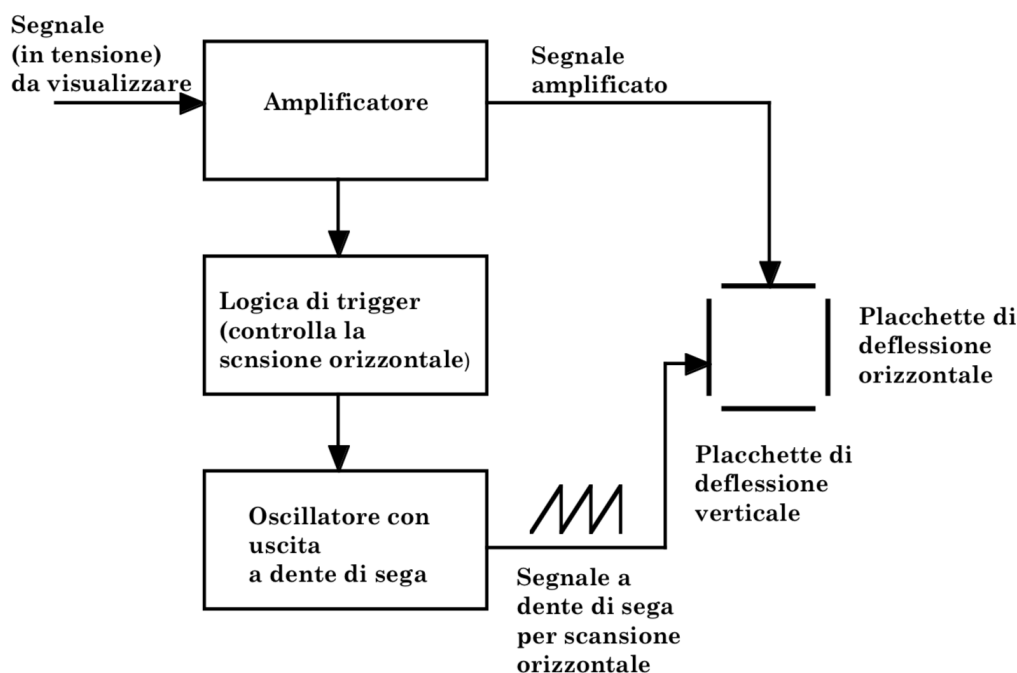 Segnale
(in tensione)
da visualizzare
Amplificatore
Segnale
amplificato
Logica di trigger
(controlla la
scnsione orizzontale)
Placchette di
deflessione
orizzontale
Placchette di
deflessione
verticale
Oscillatore con
uscita
a dente di sega
Segnale a
dente di sega
per scansione
orizzontale